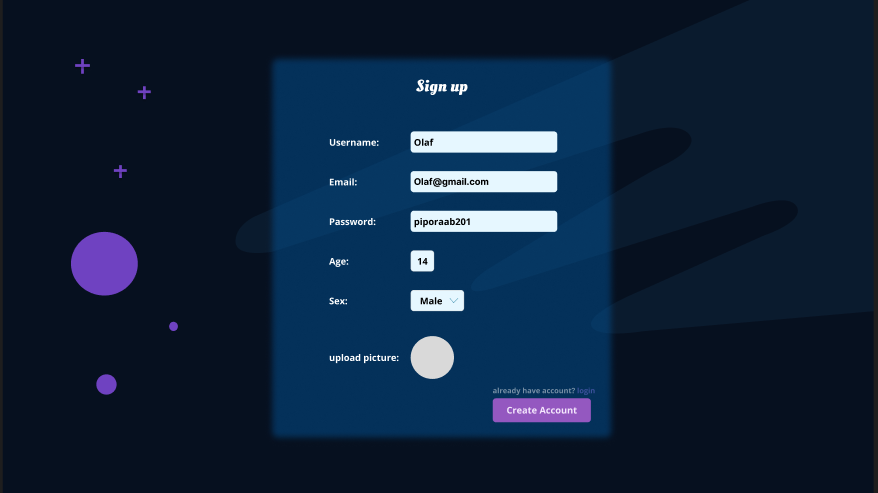 Sign up
Username: Olaf
Email: Olaf@gmail.com
Password: piporaab201
Age: 14
Sex: Male
upload picture:
already have account? login
Create Account